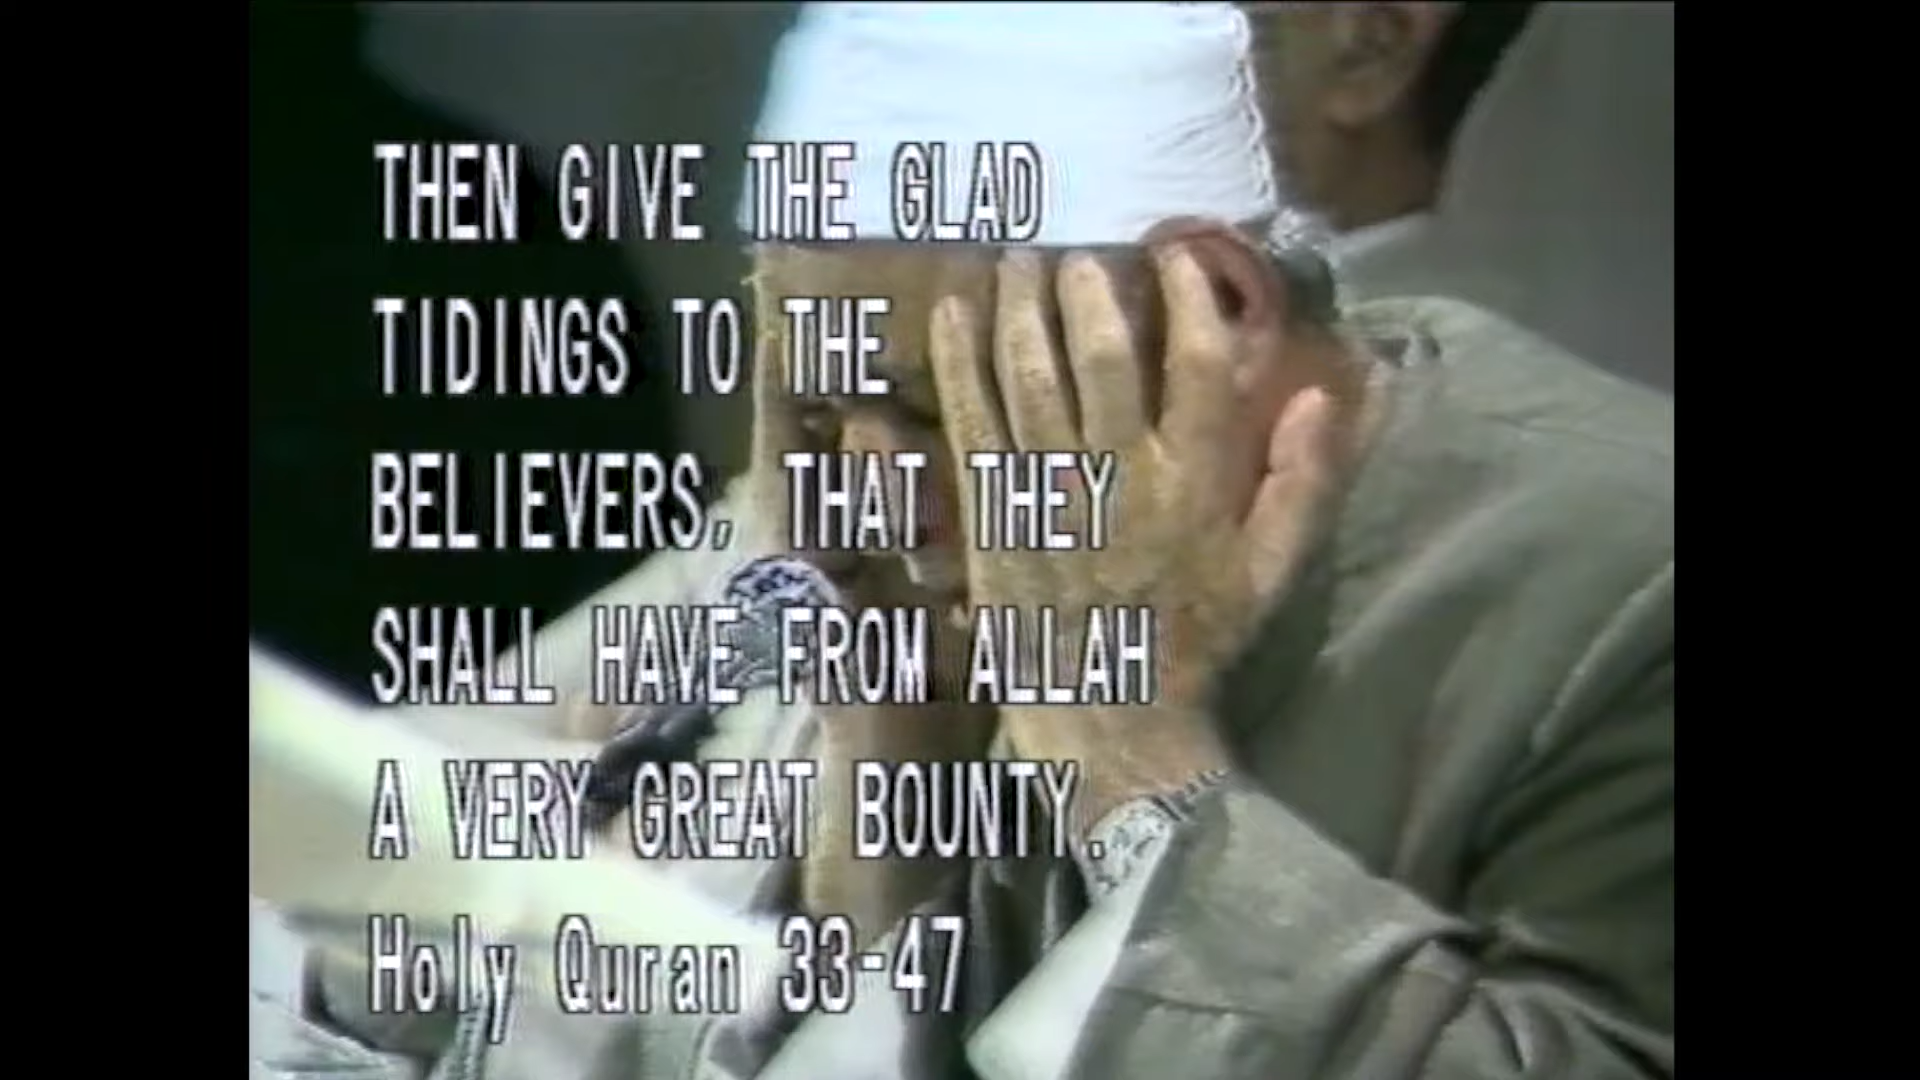 THEN GIVE THE GLAD
TIDINGS TO THE
BELIEVERS, THAT THEY
SHALL HAVE FROM ALLAH
A VERY GREAT BOUNTY.
Holy Quran 33-47